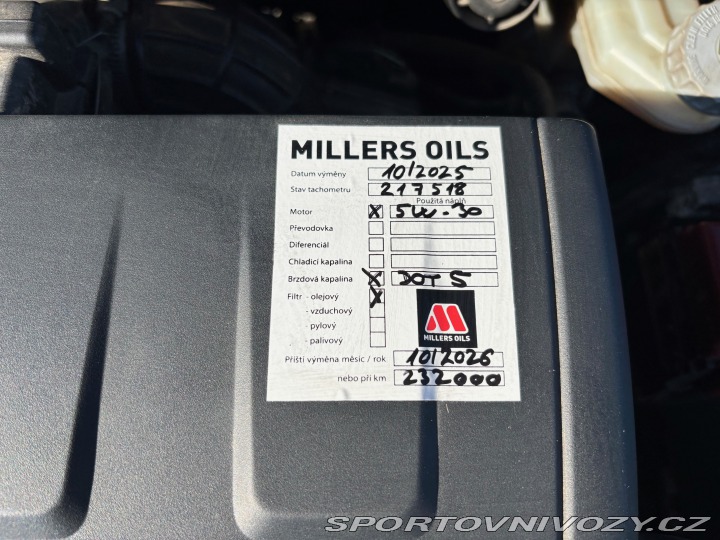 MILLERS OILS
Datum výměny 10/2025
Stav tachometru 217518
Použitá náplň
Motor X 5W-30
Převodovka
Diferenciál
Chladicí kapalina
Brzdová kapalina X DOT 5
Filtr - olejový X
- vzduchový
- pylový
- palivový
MILLERS OILS
Příští výměna měsíc / rok 10/2026
nebo při km 232000
SPORTOVNIVOZY.CZ